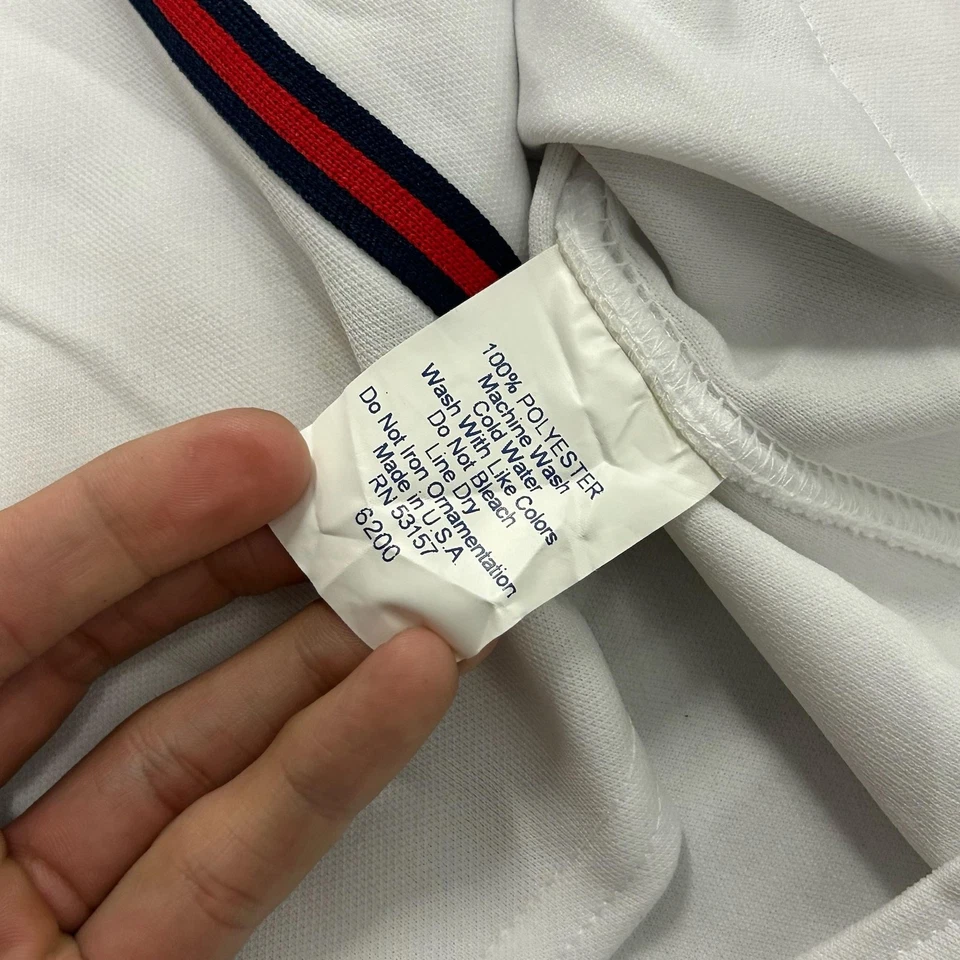 100% POLYESTER
Machine Wash
Cold Water
Wash With Like Colors
Do Not Bleach
Line Dry
Do Not Iron Ornamentation
Made in U.S.A.
RN 53157
6200